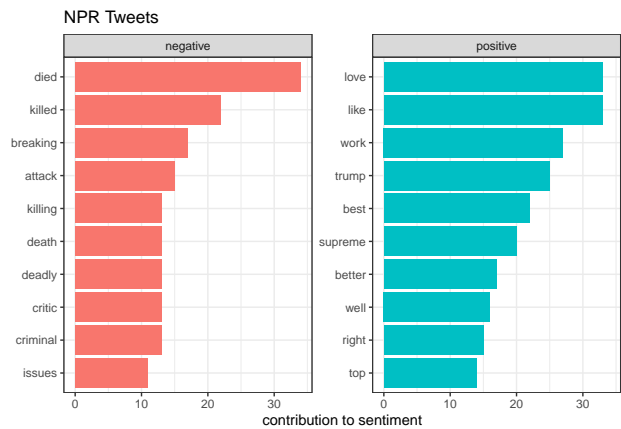 NPR Tweets
negative
positive
died
killed
breaking
attack
killing
death
deadly
critic
criminal
issues
love
like
work
trump
best
supreme
better
well
right
top
0 10 20 30
0 10 20 30
contribution to sentiment